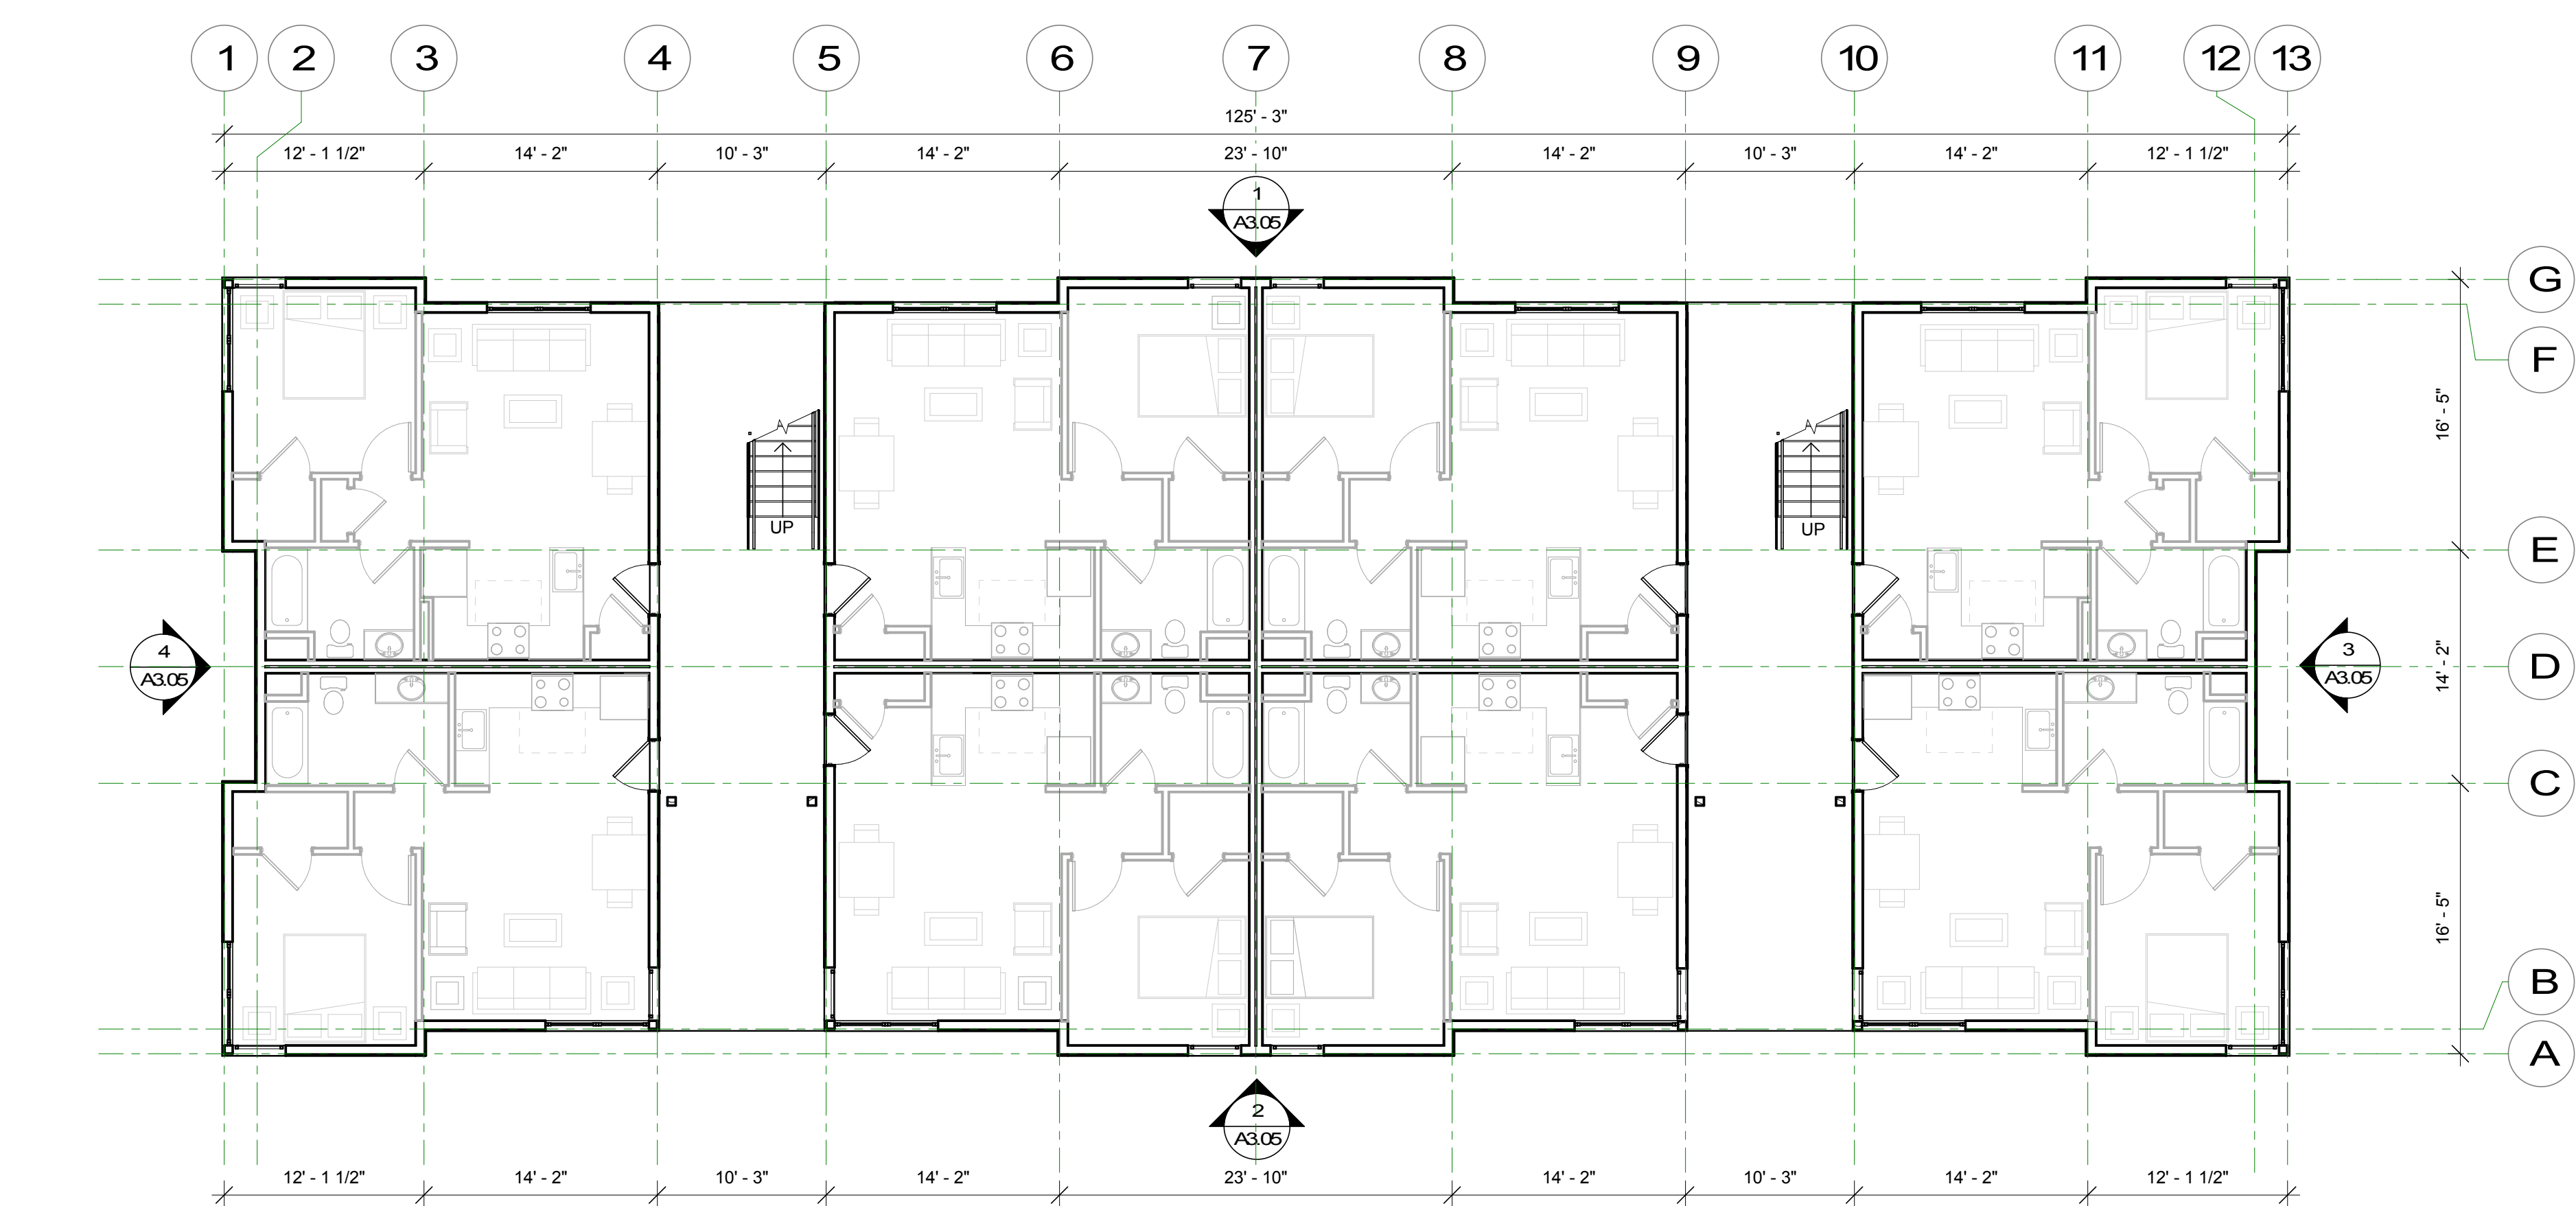 1 2 3 4 5 6 7 8 9 10 11 12 13
125' - 3"
12' - 1 1/2" 14' - 2" 10' - 3" 14' - 2" 23' - 10" 14' - 2" 10' - 3" 14' - 2" 12' - 1 1/2"
1
A3.05
G
F
16' - 5"
UP UP
E
4
A3.05
3
A3.05
D
14' - 2"
C
16' - 5"
B
A
2
A3.05
12' - 1 1/2" 14' - 2" 10' - 3" 14' - 2" 23' - 10" 14' - 2" 10' - 3" 14' - 2" 12' - 1 1/2"